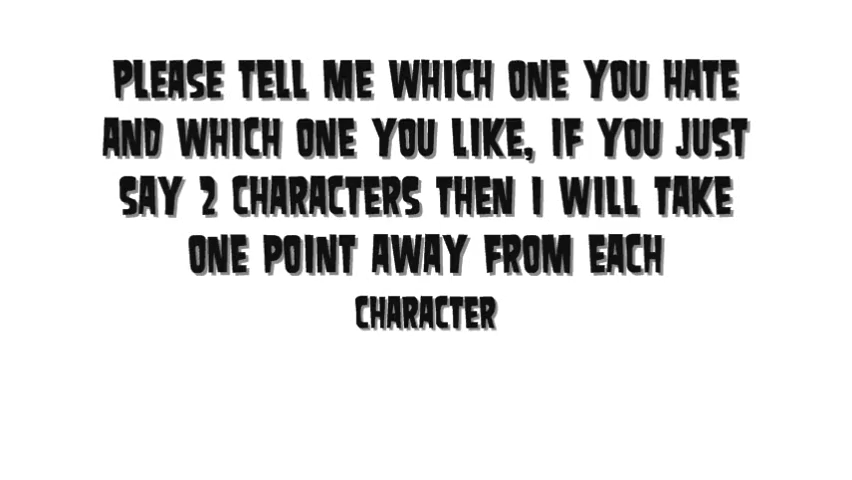 PLEASE TELL ME WHICH ONE YOU HATE
AND WHICH ONE YOU LIKE, IF YOU JUST
SAY 2 CHARACTERS THEN I WILL TAKE
ONE POINT AWAY FROM EACH
CHARACTER